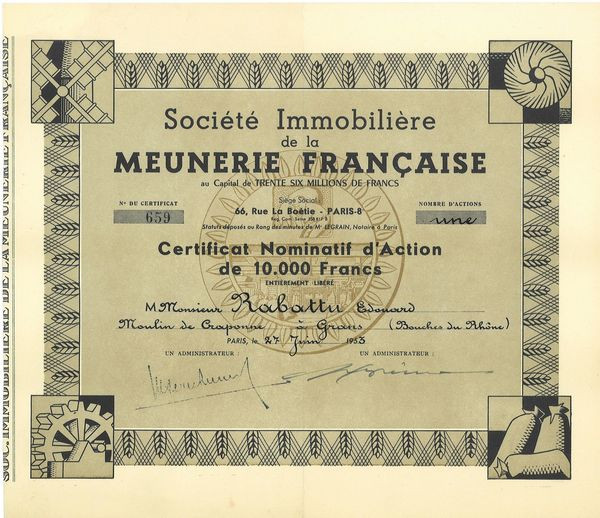 Société Immobilière
de la
MEUNERIE FRANÇAISE
au Capital de TRENTE SIX MILLIONS DE FRANCS
Siège Social:
66, Rue La Boëtie - PARIS-8e
Statuts déposés au Rang des minutes de Me LEGRAIN, Notaire à Paris
No DU CERTIFICAT
659
NOMBRE D'ACTIONS
une
Certificat Nominatif d'Action
de 10.000 Francs
ENTIÈREMENT LIBÉRÉ
M Monsieur Rabattu Edouard
Moulin de Craponne à Grans (Bouches du Rhône)
PARIS, le 27 Juin 1953
UN ADMINISTRATEUR:
UN ADMINISTRATEUR: